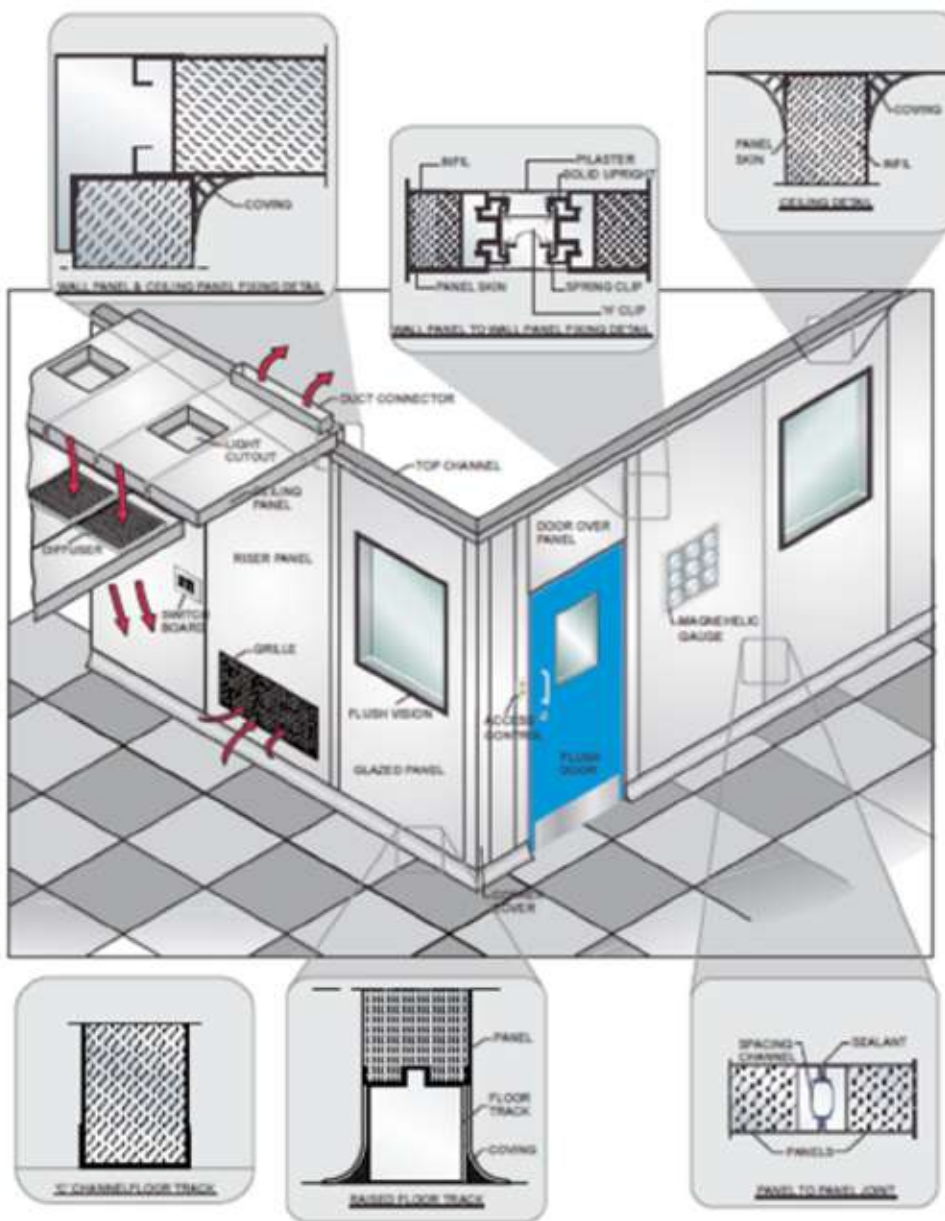 COVING
WALL PANEL & CEILING PANEL FIXING DETAIL
INFIL
PILASTER
SOLID UPRIGHT
PANEL SKIN
SPRING CLIP
'H' CLIP
WALL PANEL TO WALL PANEL FIXING DETAIL
COVING
PANEL
SKIN
INFIL
CEILING DETAIL
DUCT CONNECTOR
LIGHT
CUTOUT
TOP CHANNEL
CEILING
PANEL
DIFFUSER
RISER PANEL
DOOR OVER
PANEL
SWITCH
BOARD
MAGNEHELIC
GAUGE
GRILLE
FLUSH VISION
ACCESS
CONTROL
GLAZED PANEL
FLUSH
DOOR
COVER
PANEL
FLOOR
TRACK
COVING
'C' CHANNELFLOOR TRACK
RAISED FLOOR TRACK
SPACING
CHANNEL
SEALANT
PANELS
PANEL TO PANEL JOINT